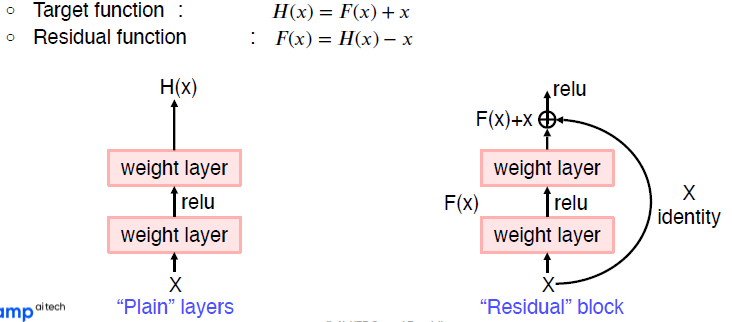 ○ Target function : H(x) = F(x) + x
○ Residual function : F(x) = H(x) − x
H(x)
weight layer
relu
weight layer
X
"Plain" layers
relu
F(x)+x
weight layer
F(x)
relu
weight layer
X
identity
X
"Residual" block
amp aitech